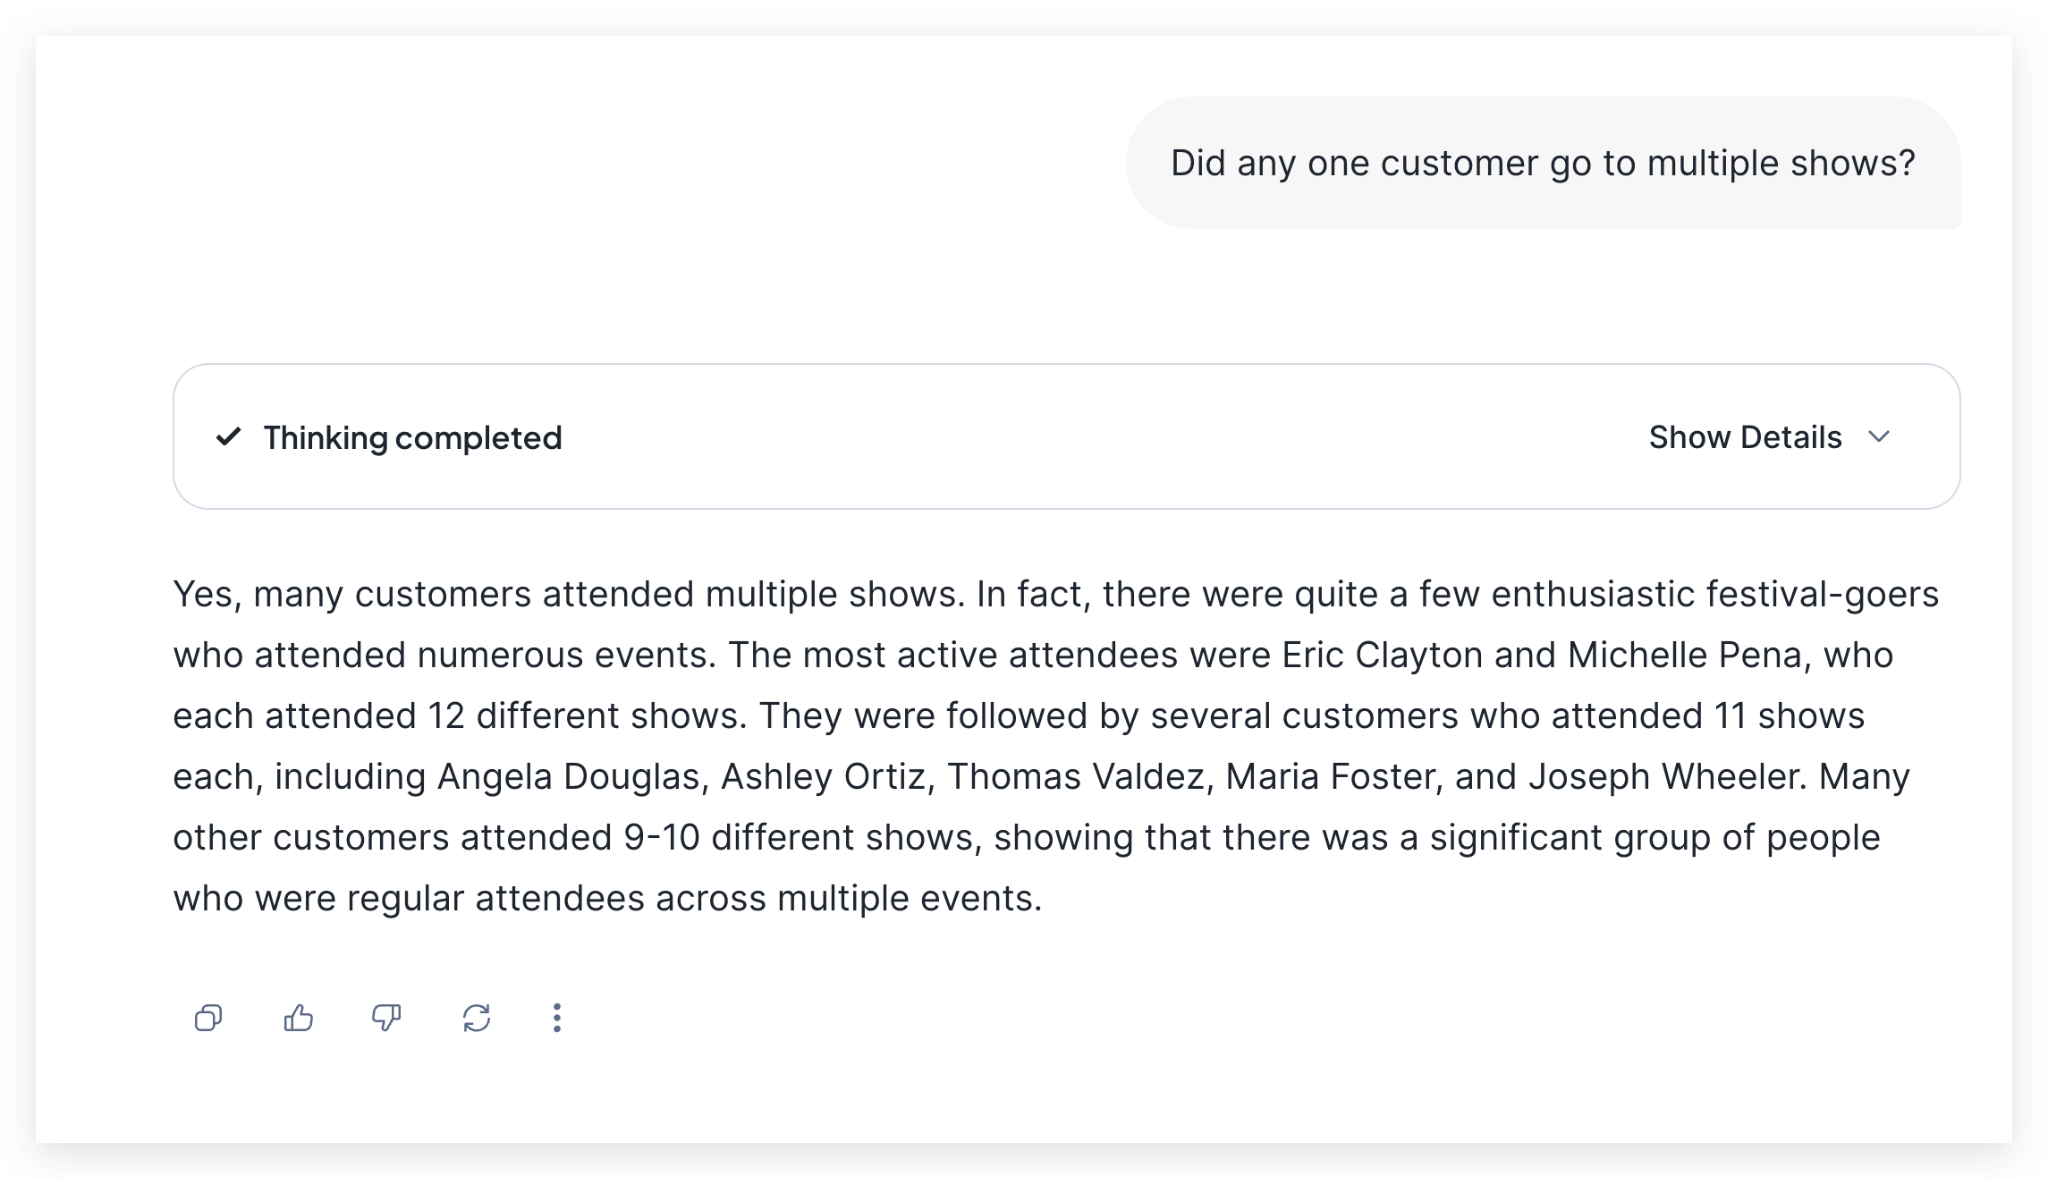 Did any one customer go to multiple shows?
Thinking completed
Show Details
Yes, many customers attended multiple shows. In fact, there were quite a few enthusiastic festival-goers
who attended numerous events. The most active attendees were Eric Clayton and Michelle Pena, who
each attended 12 different shows. They were followed by several customers who attended 11 shows
each, including Angela Douglas, Ashley Ortiz, Thomas Valdez, Maria Foster, and Joseph Wheeler. Many
other customers attended 9-10 different shows, showing that there was a significant group of people
who were regular attendees across multiple events.